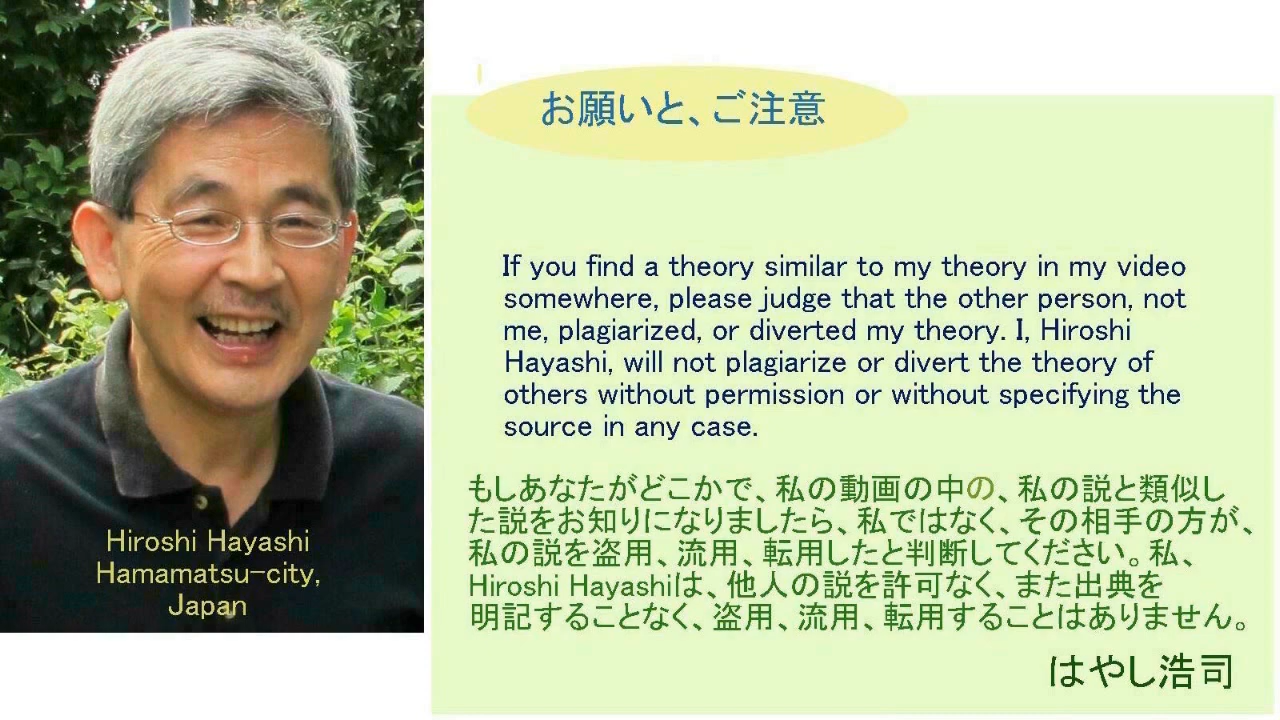 お願いと、ご注意
If you find a theory similar to my theory in my video
somewhere, please judge that the other person, not
me, plagiarized, or diverted my theory. I, Hiroshi
Hayashi, will not plagiarize or divert the theory of
others without permission or without specifying the
source in any case.
もしあなたがどこかで、私の動画の中の、私の説と類似し
た説をお知りになりましたら、私ではなく、その相手の方が、
私の説を盗用、流用、転用したと判断してください。私、
Hiroshi Hayashiは、他人の説を許可なく、また出典を
明記することなく、盗用、流用、転用することはありません。
はやし浩司
Hiroshi Hayashi
Hamamatsu-city,
Japan